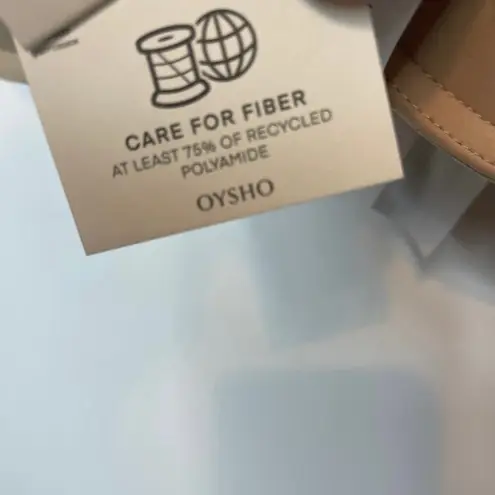 CARE FOR FIBER
AT LEAST 75% OF RECYCLED
POLYAMIDE
OYSHO